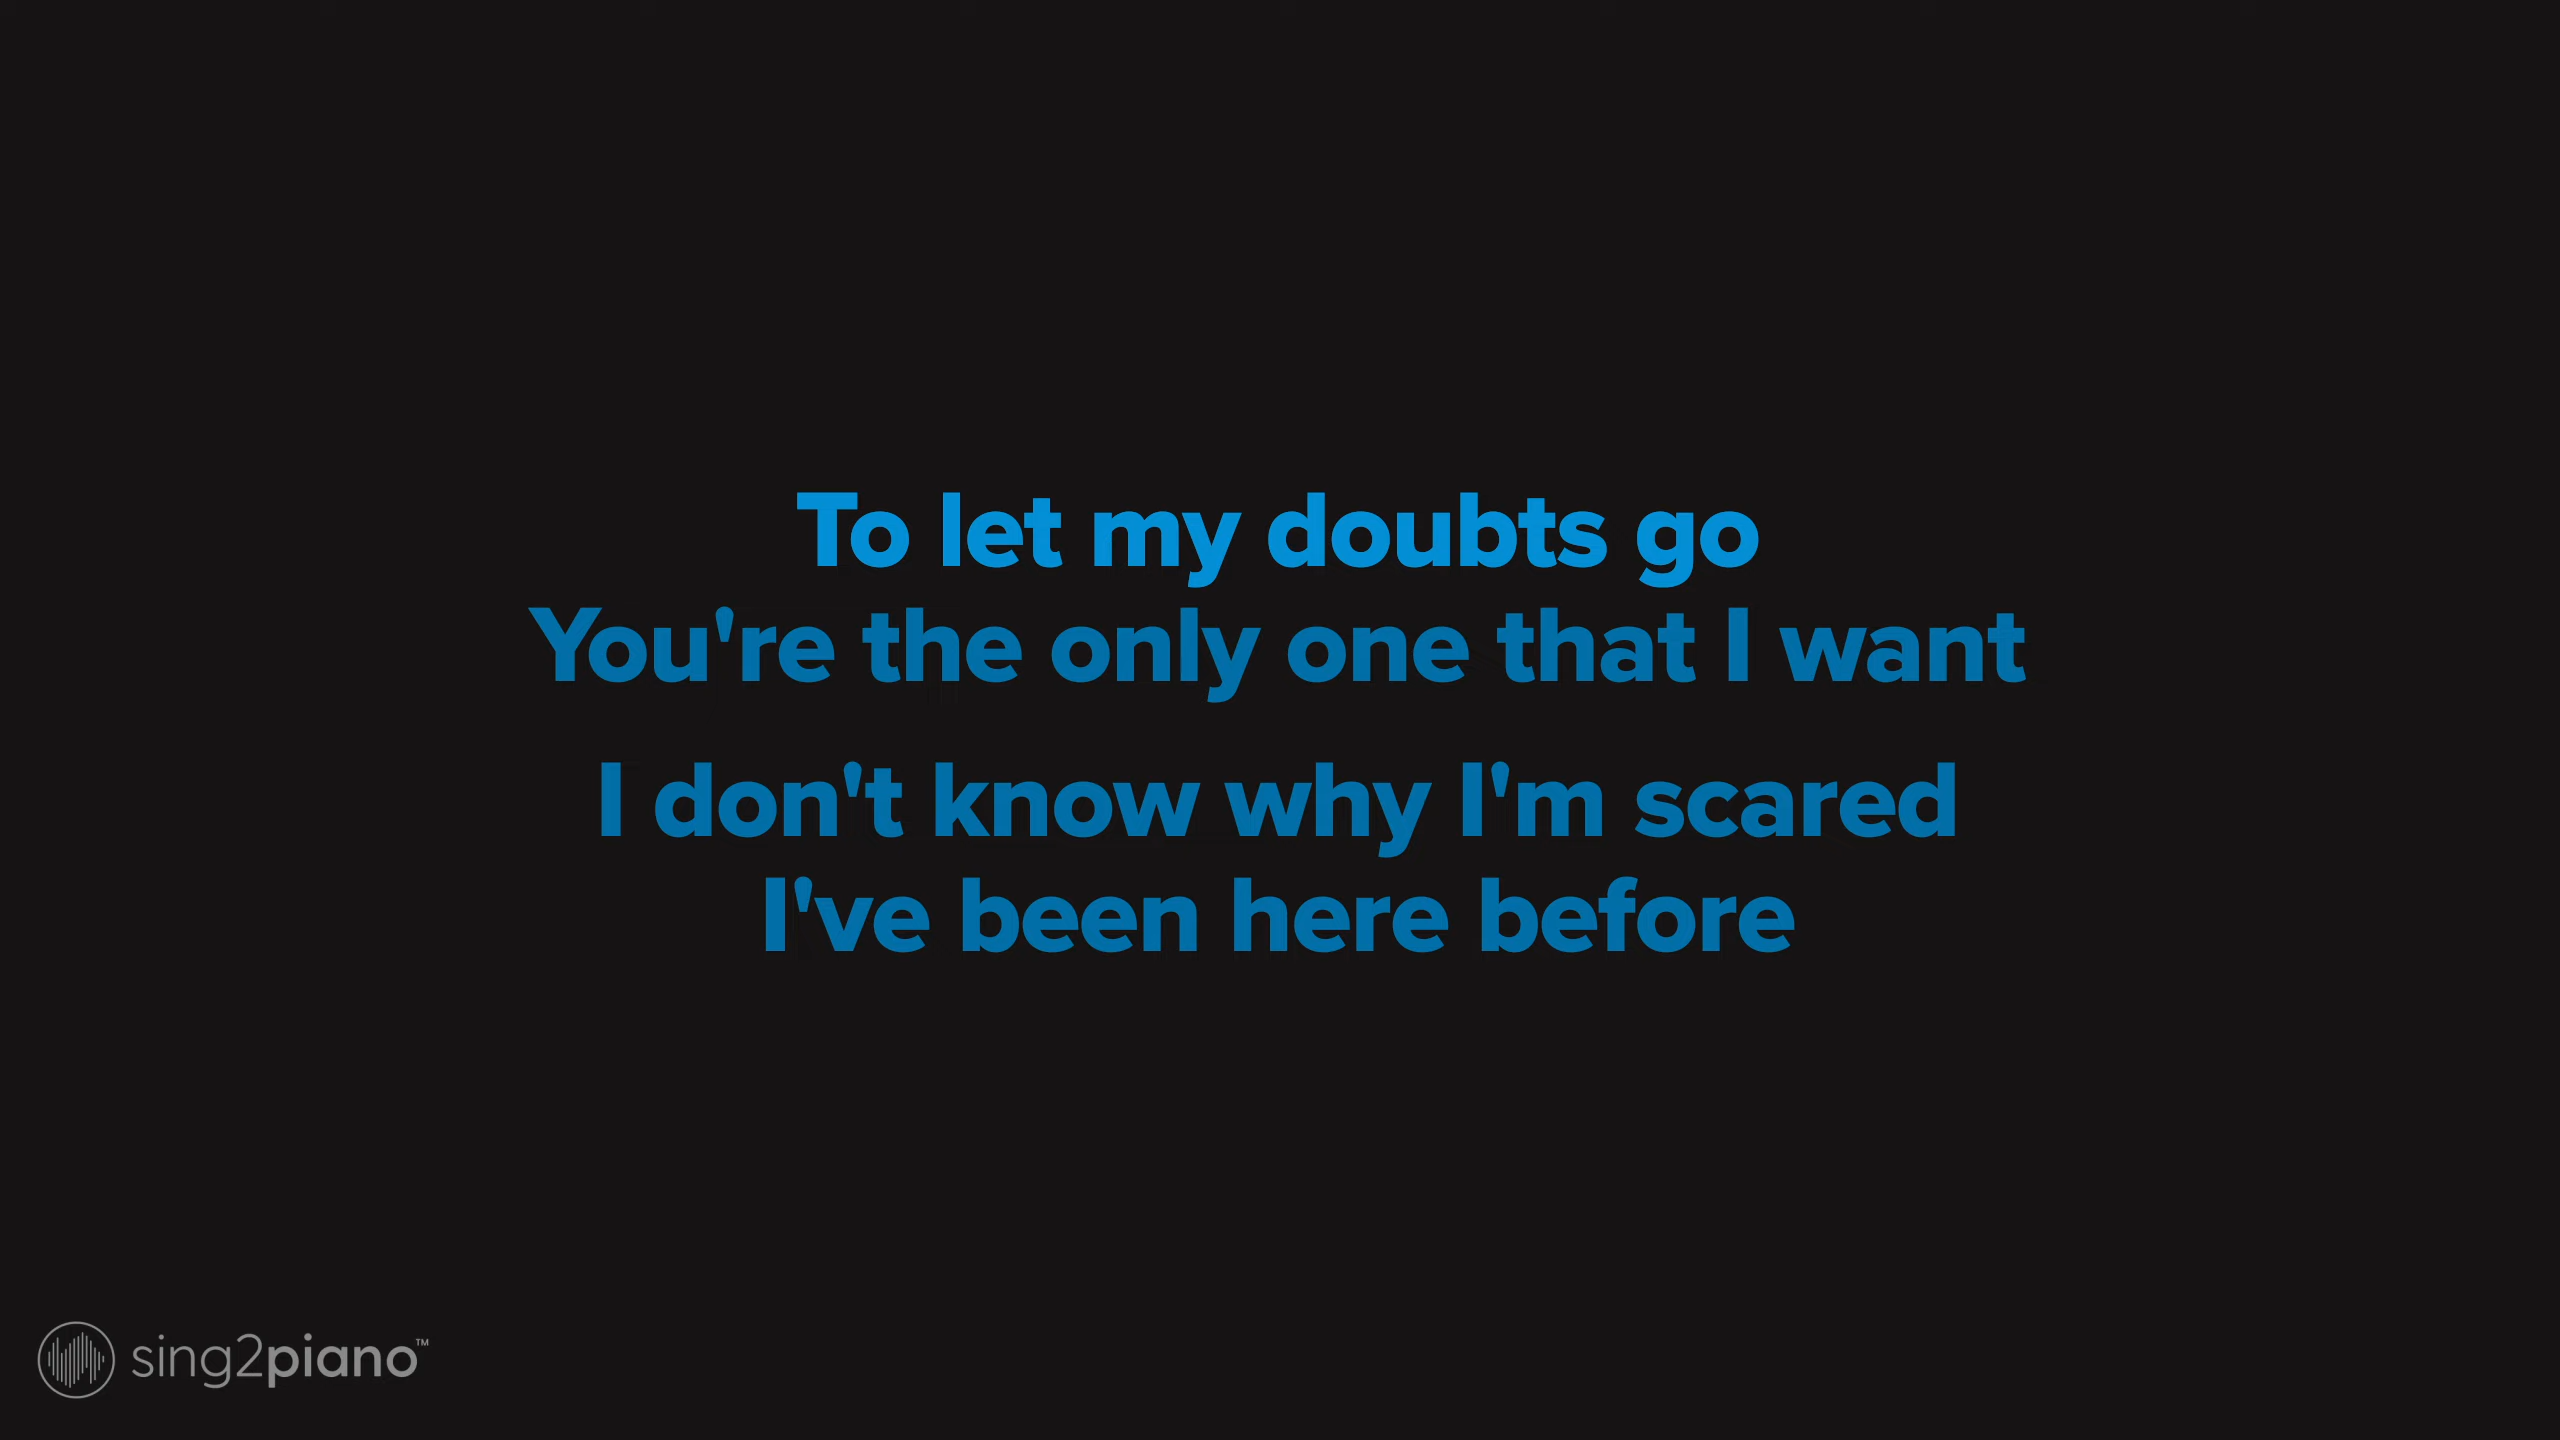 To let my doubts go
You're the only one that I want
I don't know why I'm scared
I've been here before
sing2piano™